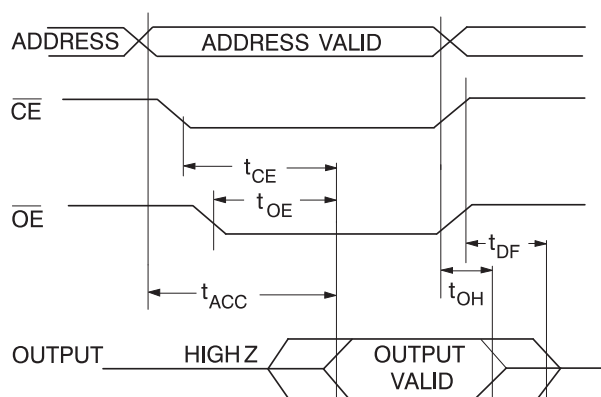 ADDRESS ADDRESS VALID
CE
tCE
tOE
OE
tDF
tOH
tACC
OUTPUT HIGH Z OUTPUT
VALID